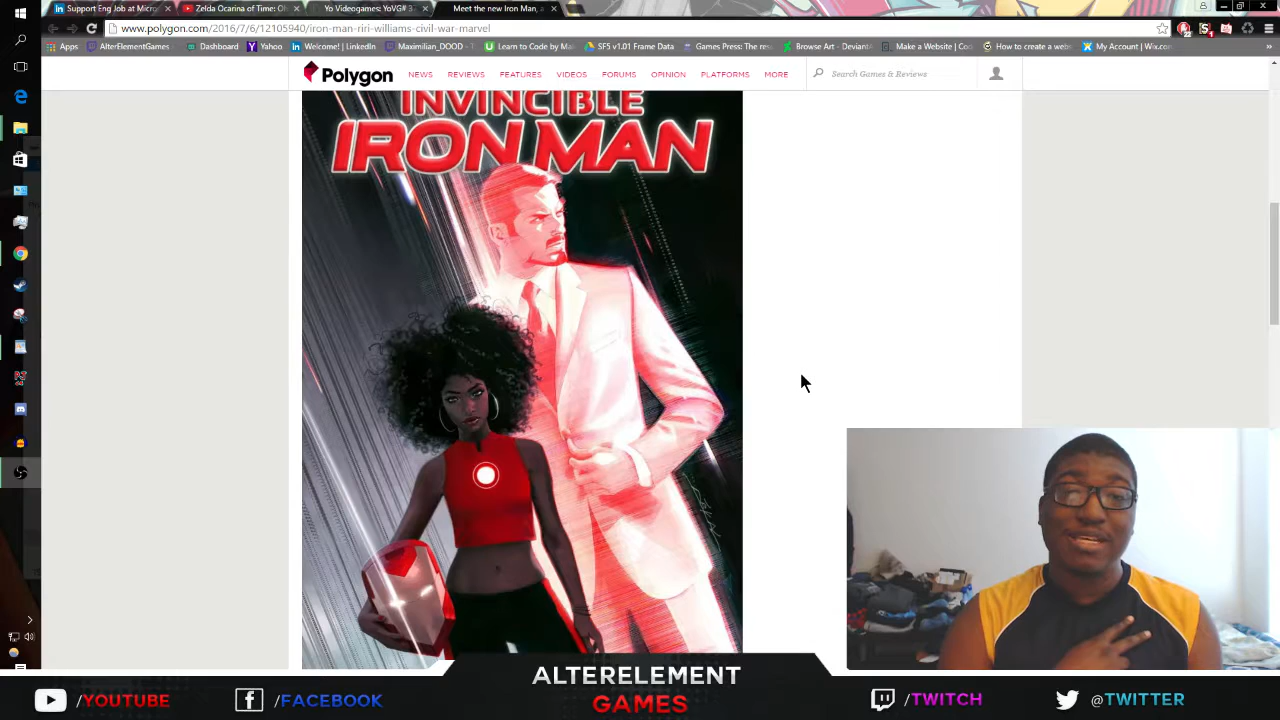 Support Eng Job at Micro
Zelda Ocarina of Time: Oh
Yo Videogames: YoVG# 37
Meet the new Iron Man, a
www.polygon.com/2016/7/6/12105940/iron-man-riri-williams-civil-war-marvel
Apps AlterElementGames Dashboard Yahoo Welcome! | LinkedIn Maximilian_DOOD - T Learn to Code by Ma SF5 v1.01 Frame Data Games Press: The res Browse Art - DeviantA Make a Website | Cod How to create a webs My Account | Wix.com
Polygon NEWS REVIEWS FEATURES VIDEOS FORUMS OPINION PLATFORMS MORE Search Games & Reviews
INVINCIBLE
IRON MAN
ALTERELEMENT
GAMES
/YOUTUBE /FACEBOOK /TWITCH @TWITTER